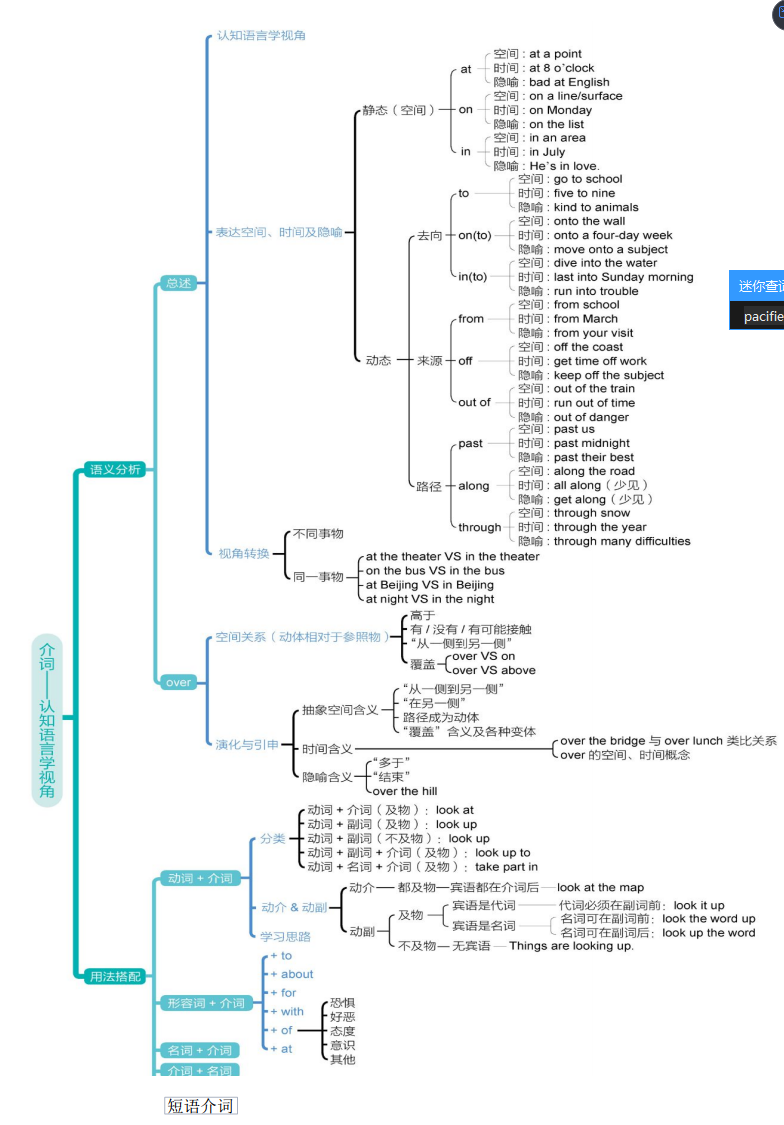 认知语言学视角
空间 : at a point
at
时间 : at 8 o'clock
隐喻 : bad at English
静态（空间）
空间 : on a line/surface
on
时间 : on Monday
隐喻 : on the list
空间 : in an area
in
时间 : in July
隐喻 : He's in love.
表达空间、时间及隐喻
空间 : go to school
to
时间 : five to nine
隐喻 : kind to animals
去向
空间 : onto the wall
on(to)
时间 : onto a four-day week
隐喻 : move onto a subject
空间 : dive into the water
in(to)
时间 : last into Sunday morning
隐喻 : run into trouble
总述
迷你查
pacifie
动态
空间 : from school
from
时间 : from March
隐喻 : from your visit
来源
空间 : off the coast
off
时间 : get time off work
隐喻 : keep off the subject
空间 : out of the train
out of
时间 : run out of time
隐喻 : out of danger
空间 : past us
past
时间 : past midnight
隐喻 : past their best
路径
空间 : along the road
along
时间 : all along（少见）
隐喻 : get along（少见）
空间 : through snow
through
时间 : through the year
隐喻 : through many difficulties
语义分析
视角转换
不同事物
同一事物
at the theater VS in the theater
on the bus VS in the bus
at Beijing VS in Beijing
at night VS in the night
介词——认知语言学视角
over
空间关系（动体相对于参照物）
高于
有 / 没有 / 有可能接触
“从一侧到另一侧”
覆盖
over VS on
over VS above
演化与引申
抽象空间含义
“从一侧到另一侧”
“在另一侧”
路径成为动体
“覆盖”含义及各种变体
时间含义
over the bridge 与 over lunch 类比关系
over 的空间、时间概念
隐喻含义
“多于”
“结束”
over the hill
动词 + 介词
分类
动词 + 介词（及物）：look at
动词 + 副词（及物）：look up
动词 + 副词（不及物）：look up
动词 + 副词 + 介词（及物）：look up to
动词 + 名词 + 介词（及物）：take part in
动介 & 动副
动介
都及物
宾语都在介词后
look at the map
动副
及物
宾语是代词
代词必须在副词前：look it up
宾语是名词
名词可在副词前：look the word up
名词可在副词后：look up the word
不及物
无宾语
Things are looking up.
学习思路
用法搭配
形容词 + 介词
+ to
+ about
+ for
+ with
+ of
恐惧
好恶
态度
意识
其他
+ at
名词 + 介词
介词 + 名词
短语介词